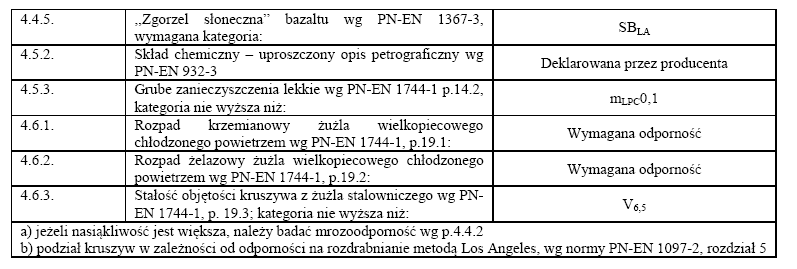 4.4.5. „Zgorzel słoneczna” bazaltu wg PN-EN 1367-3,
wymagana kategoria: SBLA
4.5.2. Skład chemiczny – uproszczony opis petrograficzny wg
PN-EN 932-3 Deklarowana przez producenta
4.5.3. Grube zanieczyszczenia lekkie wg PN-EN 1744-1 p.14.2,
kategoria nie wyższa niż: mLPC0,1
4.6.1. Rozpad krzemianowy żużla wielkopiecowego
chłodzonego powietrzem wg PN-EN 1744-1, p.19.1: Wymagana odporność
4.6.2. Rozpad żelazowy żużla wielkopiecowego chłodzonego
powietrzem wg PN-EN 1744-1, p.19.2: Wymagana odporność
4.6.3. Stałość objętości kruszywa z żużla stalowniczego wg PN-
EN 1744-1, p. 19.3; kategoria nie wyższa niż: V6,5
a) jeżeli nasiąkliwość jest większa, należy badać mrozoodporność wg p.4.4.2
b) podział kruszyw w zależności od odporności na rozdrabnianie metodą Los Angeles, wg normy PN-EN 1097-2, rozdział 5